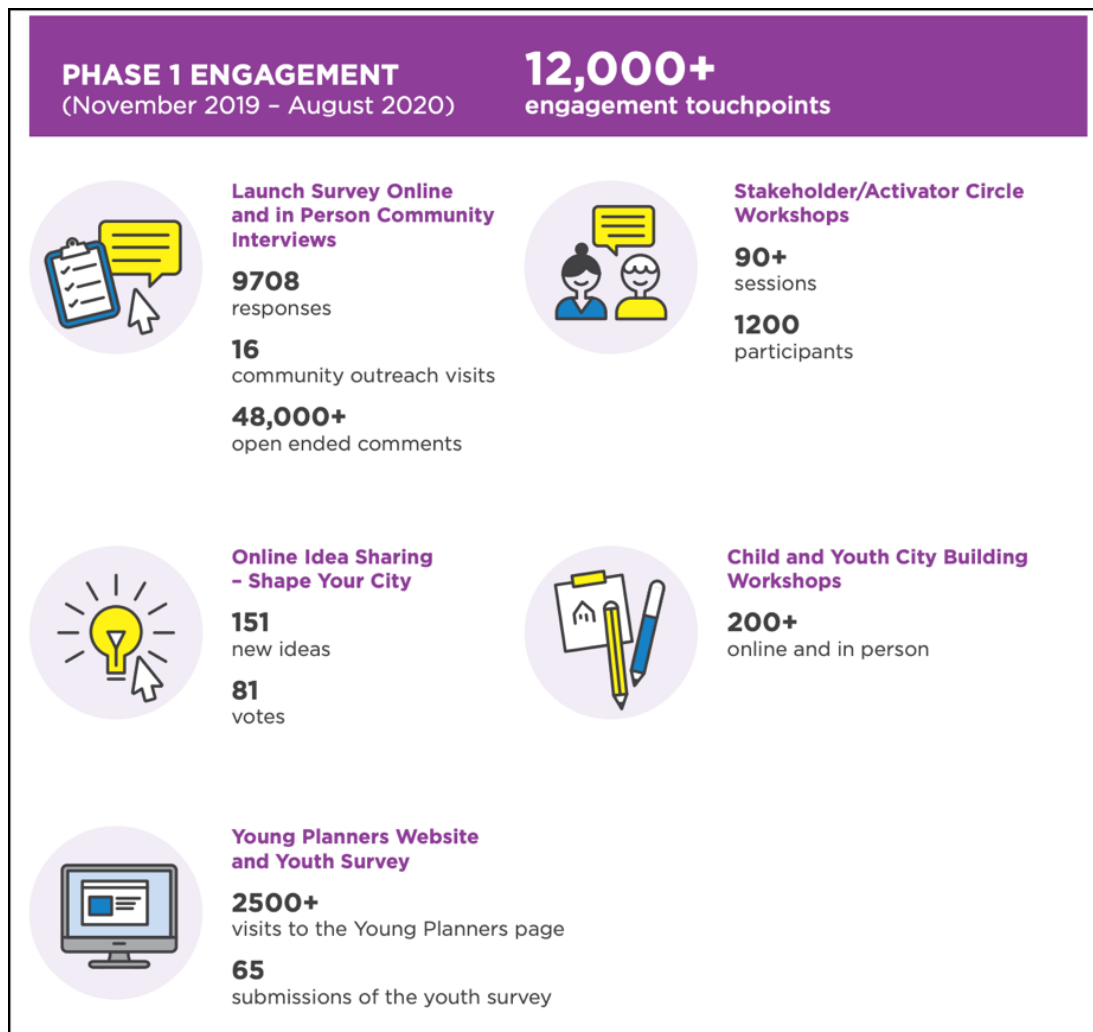 PHASE 1 ENGAGEMENT
(November 2019 – August 2020)
12,000+
engagement touchpoints
Launch Survey Online
and in Person Community
Interviews
9708
responses
16
community outreach visits
48,000+
open ended comments
Stakeholder/Activator Circle
Workshops
90+
sessions
1200
participants
Online Idea Sharing
– Shape Your City
151
new ideas
81
votes
Child and Youth City Building
Workshops
200+
online and in person
Young Planners Website
and Youth Survey
2500+
visits to the Young Planners page
65
submissions of the youth survey